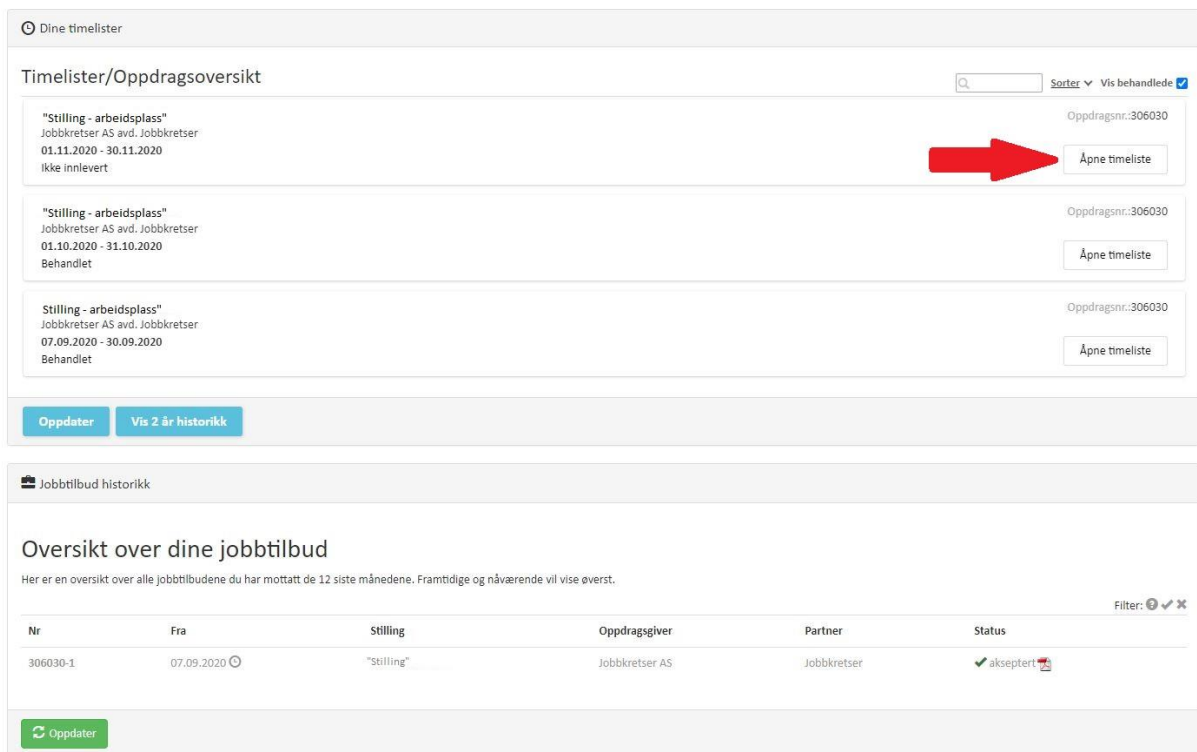 Dine timelister
Timelister/Oppdragsoversikt
Sorter Vis behandlede
"Stilling - arbeidsplass" Oppdragsnr.:306030
Jobbkretser AS avd. Jobbkretser
01.11.2020 - 30.11.2020
Åpne timeliste
Ikke innlevert
"Stilling - arbeidsplass" Oppdragsnr.:306030
Jobbkretser AS avd. Jobbkretser
01.10.2020 - 31.10.2020
Åpne timeliste
Behandlet
Stilling - arbeidsplass" Oppdragsnr.:306030
Jobbkretser AS avd. Jobbkretser
07.09.2020 - 30.09.2020
Åpne timeliste
Behandlet
Oppdater Vis 2 år historikk
Jobbtilbud historikk
Oversikt over dine jobbtilbud
Her er en oversikt over alle jobbtilbudene du har mottatt de 12 siste månedene. Framtidige og nåværende vil vise øverst.
Filter:
Nr Fra Stilling Oppdragsgiver Partner Status
306030-1 07.09.2020 "Stilling" Jobbkretser AS Jobbkretser akseptert
Oppdater